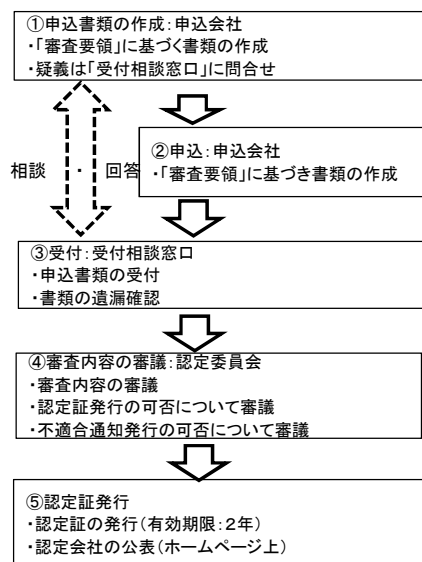 ①申込書類の作成:申込会社
・「審査要領」に基づく書類の作成
・疑義は「受付相談窓口」に問合せ
相談 ・ 回答
②申込:申込会社
・「審査要領」に基づき書類の作成
③受付:受付相談窓口
・申込書類の受付
・書類の遺漏確認
④審査内容の審議:認定委員会
・審査内容の審議
・認定証発行の可否について審議
・不適合通知発行の可否について審議
⑤認定証発行
・認定証の発行(有効期限:2年)
・認定会社の公表(ホームページ上)